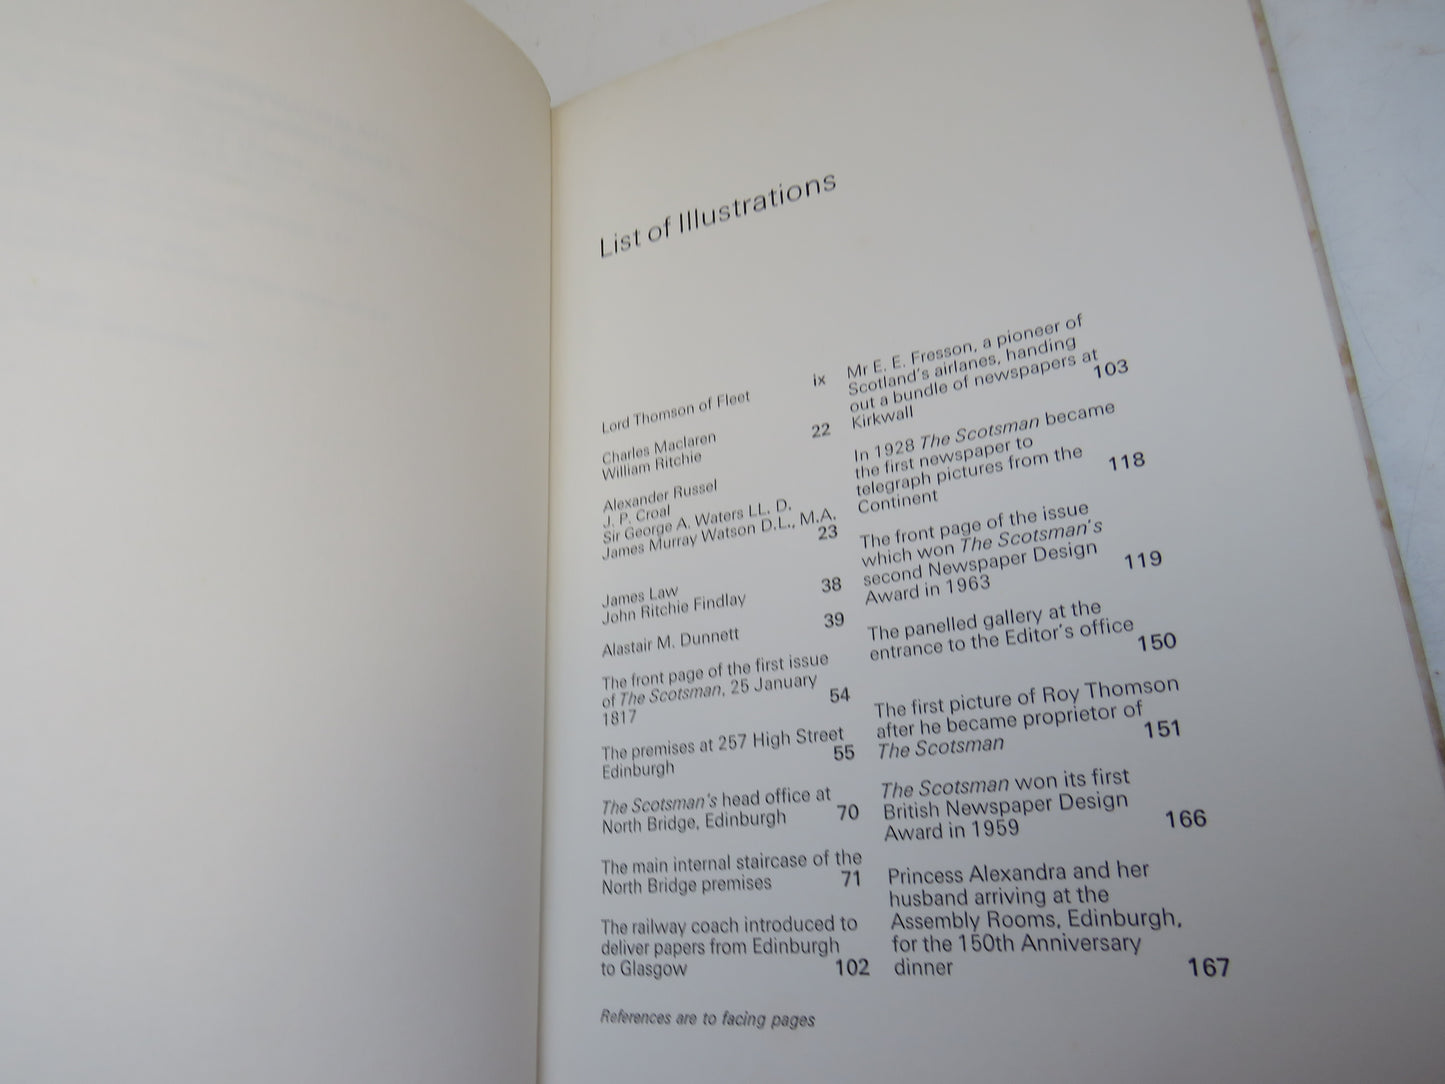 List of Illustrations
Lord Thomson of Fleet ix
Charles Maclaren 22
William Ritchie
Alexander Russel
J. P. Croal
Sir George A. Waters LL. D.
James Murray Watson D.L., M.A.
23
James Law 38
John Ritchie Findlay
Alastair M. Dunnett 39
The front page of the first issue
of The Scotsman, 25 January
1817 54
The premises at 257 High Street
Edinburgh 55
The Scotsman's head office at
North Bridge, Edinburgh 70
The main internal staircase of the
North Bridge premises 71
The railway coach introduced to
deliver papers from Edinburgh
to Glasgow 102
References are to facing pages
Mr E. E. Fresson, a pioneer of
Scotland's airlanes, handing
out a bundle of newspapers at
Kirkwall 103
In 1928 The Scotsman became
the first newspaper to
telegraph pictures from the
Continent 118
The front page of the issue
which won The Scotsman's
second Newspaper Design
Award in 1963 119
The panelled gallery at the
entrance to the Editor's office
150
The first picture of Roy Thomson
after he became proprietor of
The Scotsman 151
The Scotsman won its first
British Newspaper Design
Award in 1959 166
Princess Alexandra and her
husband arriving at the
Assembly Rooms, Edinburgh,
for the 150th Anniversary
dinner 167